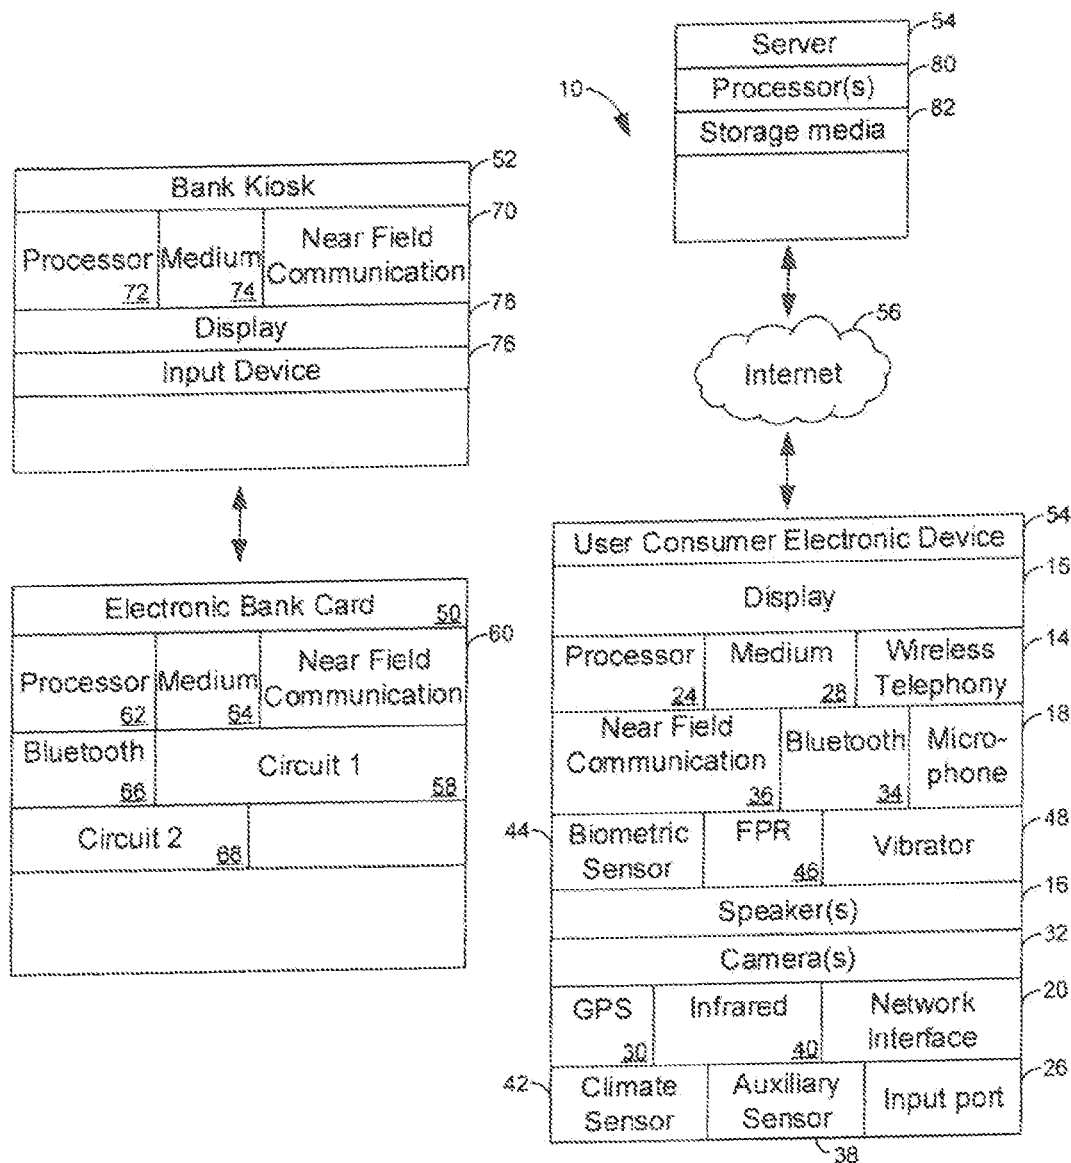 54
Server
80
Processor(s)
10
82
Storage media
52
Bank Kiosk
70
Near Field
Processor Medium Communication
72 74
78
Display
76
Input Device
56
Internet
54
User Consumer Electronic Device
Display
Electronic Bank Card 50
60
Near Field
Processor Medium Communication
62 64
Bluetooth
Circuit 1
66 58
Circuit 2 68
Processor Medium Wireless
14
Telephony
24 28
Near Field
18
Communication Bluetooth Micro-
phone
36 34
44 Biometric FPR 48
Sensor 46 Vibrator
16
Speaker(s)
32
Camera(s)
20
GPS Infrared Network
Interface
30 40
26
42 Climate Auxiliary Input port
Sensor Sensor
38